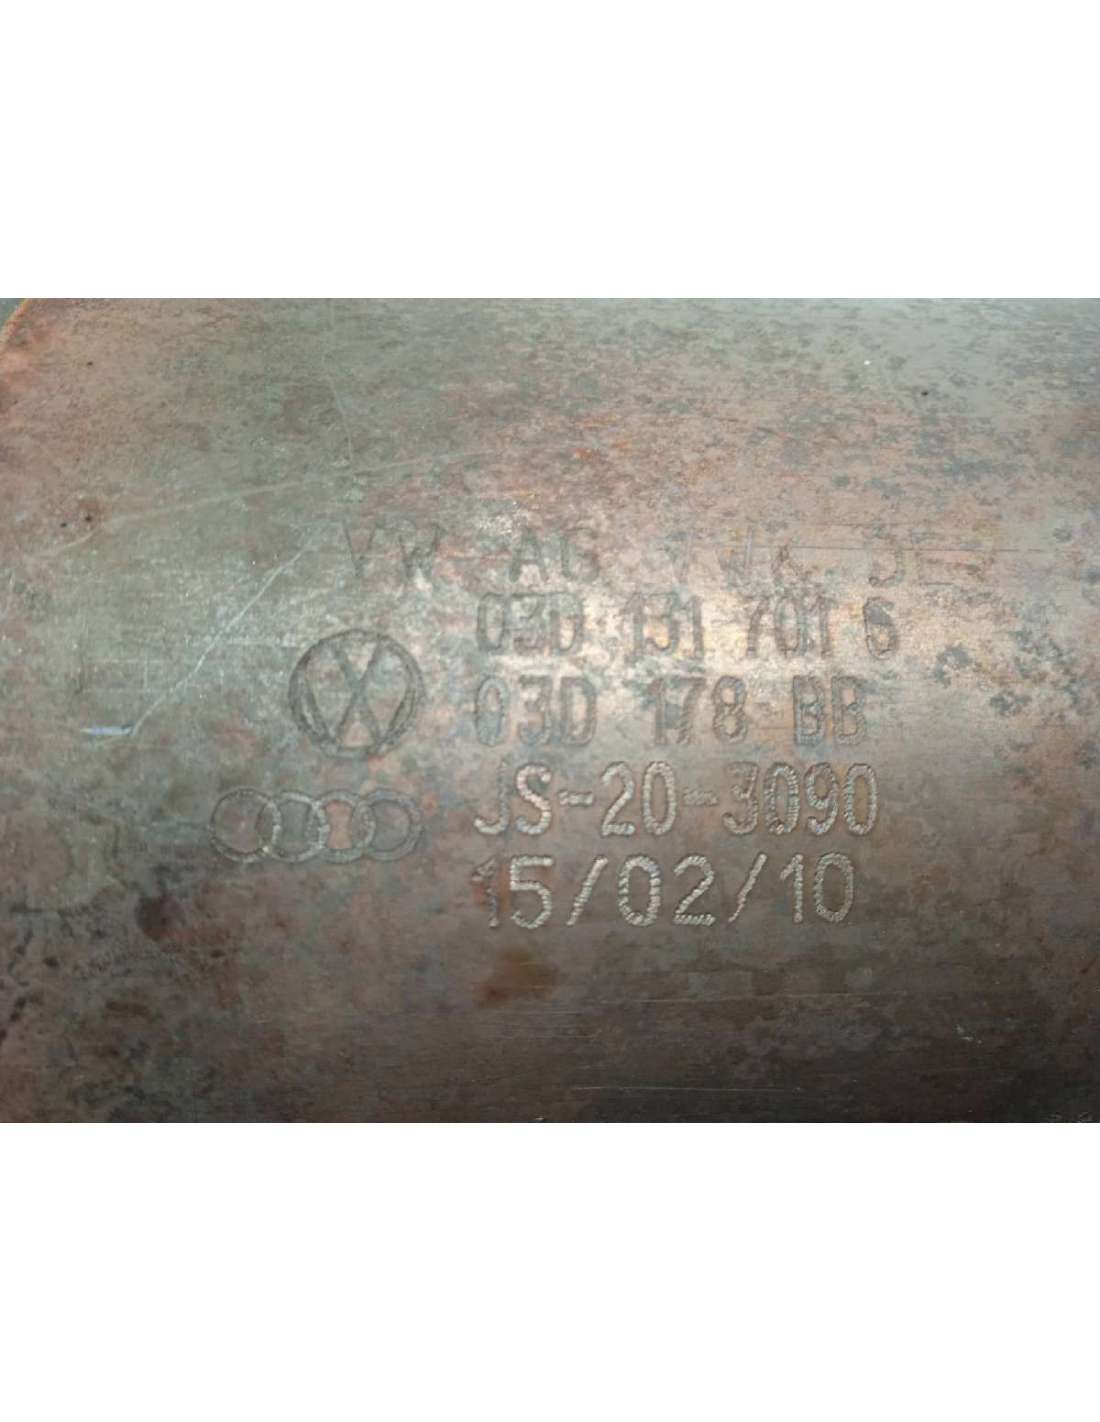 VW AG
03D 131 701 G
03D 178 BB
JS-20-3090
15/02/10